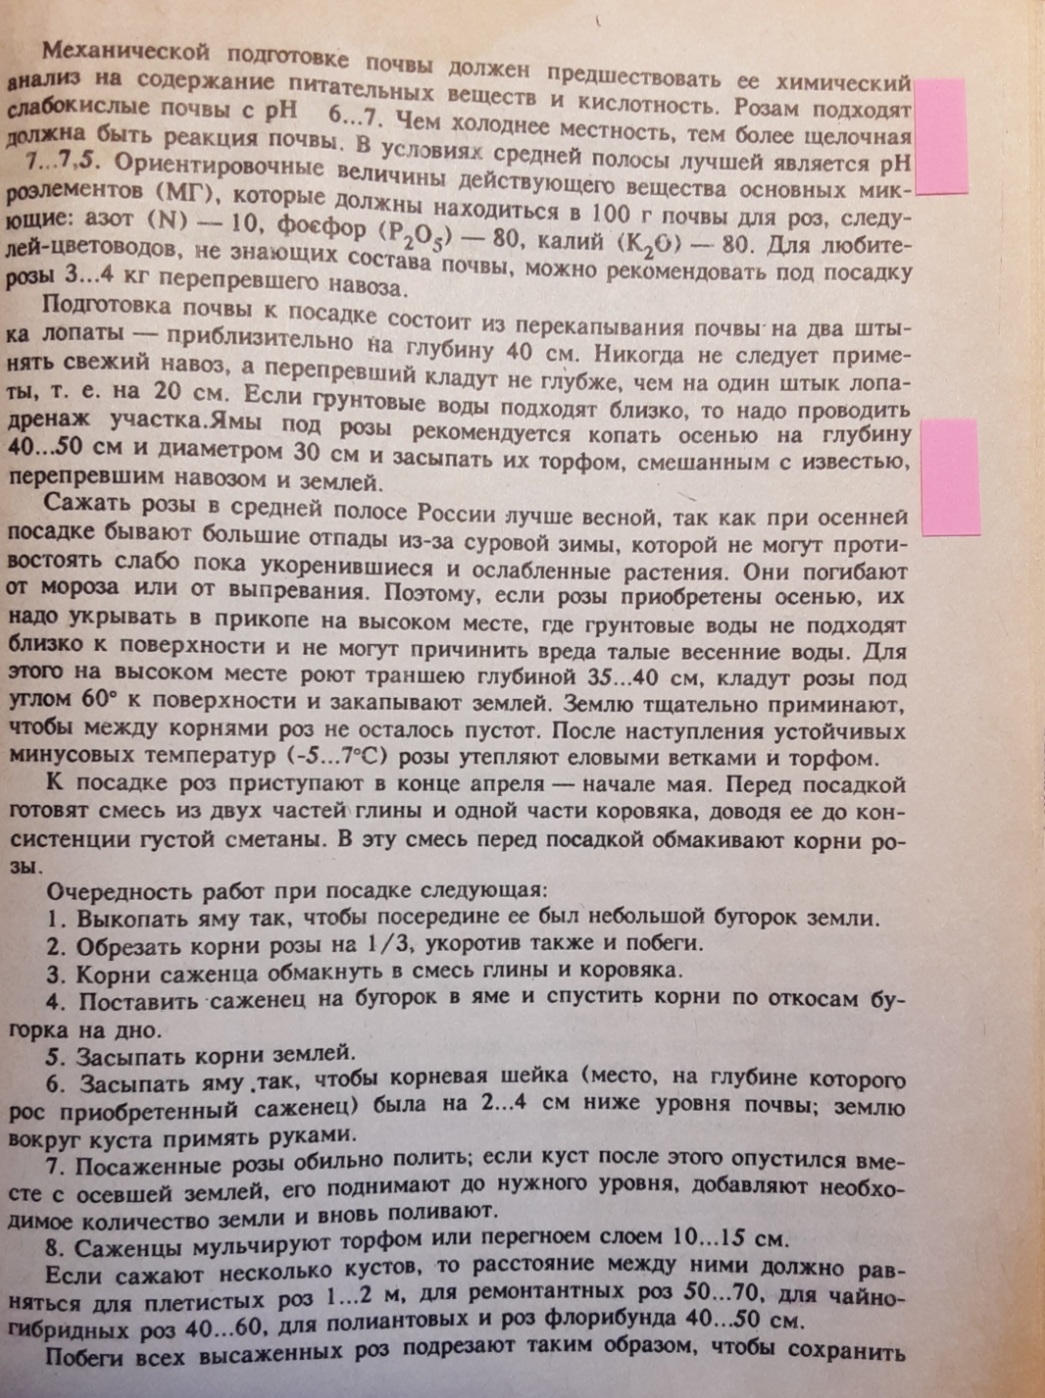 Механической подготовке почвы должен предшествовать ее химический
анализ на содержание питательных веществ и кислотность. Розам подходят
слабокислые почвы с pH 6...7. Чем холоднее местность, тем более щелочная
должна быть реакция почвы. В условиях средней полосы лучшей является pH
7...7,5. Ориентировочные величины действующего вещества основных мик-
роэлементов (МГ), которые должны находиться в 100 г почвы для роз, следу-
ющие: азот (N) — 10, фосфор (P₂O₅) — 80, калий (K₂O) — 80. Для любите-
лей-цветоводов, не знающих состава почвы, можно рекомендовать под посадку
розы 3...4 кг перепревшего навоза.
Подготовка почвы к посадке состоит из перекапывания почвы на два шты-
ка лопаты — приблизительно на глубину 40 см. Никогда не следует приме-
нять свежий навоз, а перепревший кладут не глубже, чем на один штык лопа-
ты, т. е. на 20 см. Если грунтовые воды подходят близко, то надо проводить
дренаж участка.Ямы под розы рекомендуется копать осенью на глубину
40...50 см и диаметром 30 см и засыпать их торфом, смешанным с известью,
перепревшим навозом и землей.
Сажать розы в средней полосе России лучше весной, так как при осенней
посадке бывают большие отпады из-за суровой зимы, которой не могут проти-
востоять слабо пока укоренившиеся и ослабленные растения. Они погибают
от мороза или от выпревания. Поэтому, если розы приобретены осенью, их
надо укрывать в прикопе на высоком месте, где грунтовые воды не подходят
близко к поверхности и не могут причинить вреда талые весенние воды. Для
этого на высоком месте роют траншею глубиной 35...40 см, кладут розы под
углом 60° к поверхности и закапывают землей. Землю тщательно приминают,
чтобы между корнями роз не осталось пустот. После наступления устойчивых
минусовых температур (-5...7°С) розы утепляют еловыми ветками и торфом.
К посадке роз приступают в конце апреля — начале мая. Перед посадкой
готовят смесь из двух частей глины и одной части коровяка, доводя ее до кон-
систенции густой сметаны. В эту смесь перед посадкой обмакивают корни ро-
зы.
Очередность работ при посадке следующая:
1. Выкопать яму так, чтобы посередине ее был небольшой бугорок земли.
2. Обрезать корни розы на 1/3, укоротив также и побеги.
3. Корни саженца обмакнуть в смесь глины и коровяка.
4. Поставить саженец на бугорок в яме и спустить корни по откосам бу-
горка на дно.
5. Засыпать корни землей.
6. Засыпать яму так, чтобы корневая шейка (место, на глубине которого
рос приобретенный саженец) была на 2...4 см ниже уровня почвы; землю
вокруг куста примять руками.
7. Посаженные розы обильно полить; если куст после этого опустился вме-
сте с осевшей землей, его поднимают до нужного уровня, добавляют необхо-
димое количество земли и вновь поливают.
8. Саженцы мульчируют торфом или перегноем слоем 10...15 см.
Если сажают несколько кустов, то расстояние между ними должно рав-
няться для плетистых роз 1...2 м, для ремонтантных роз 50...70, для чайно-
гибридных роз 40...60, для полиантовых и роз флорибунда 40...50 см.
Побеги всех высаженных роз подрезают таким образом, чтобы сохранить